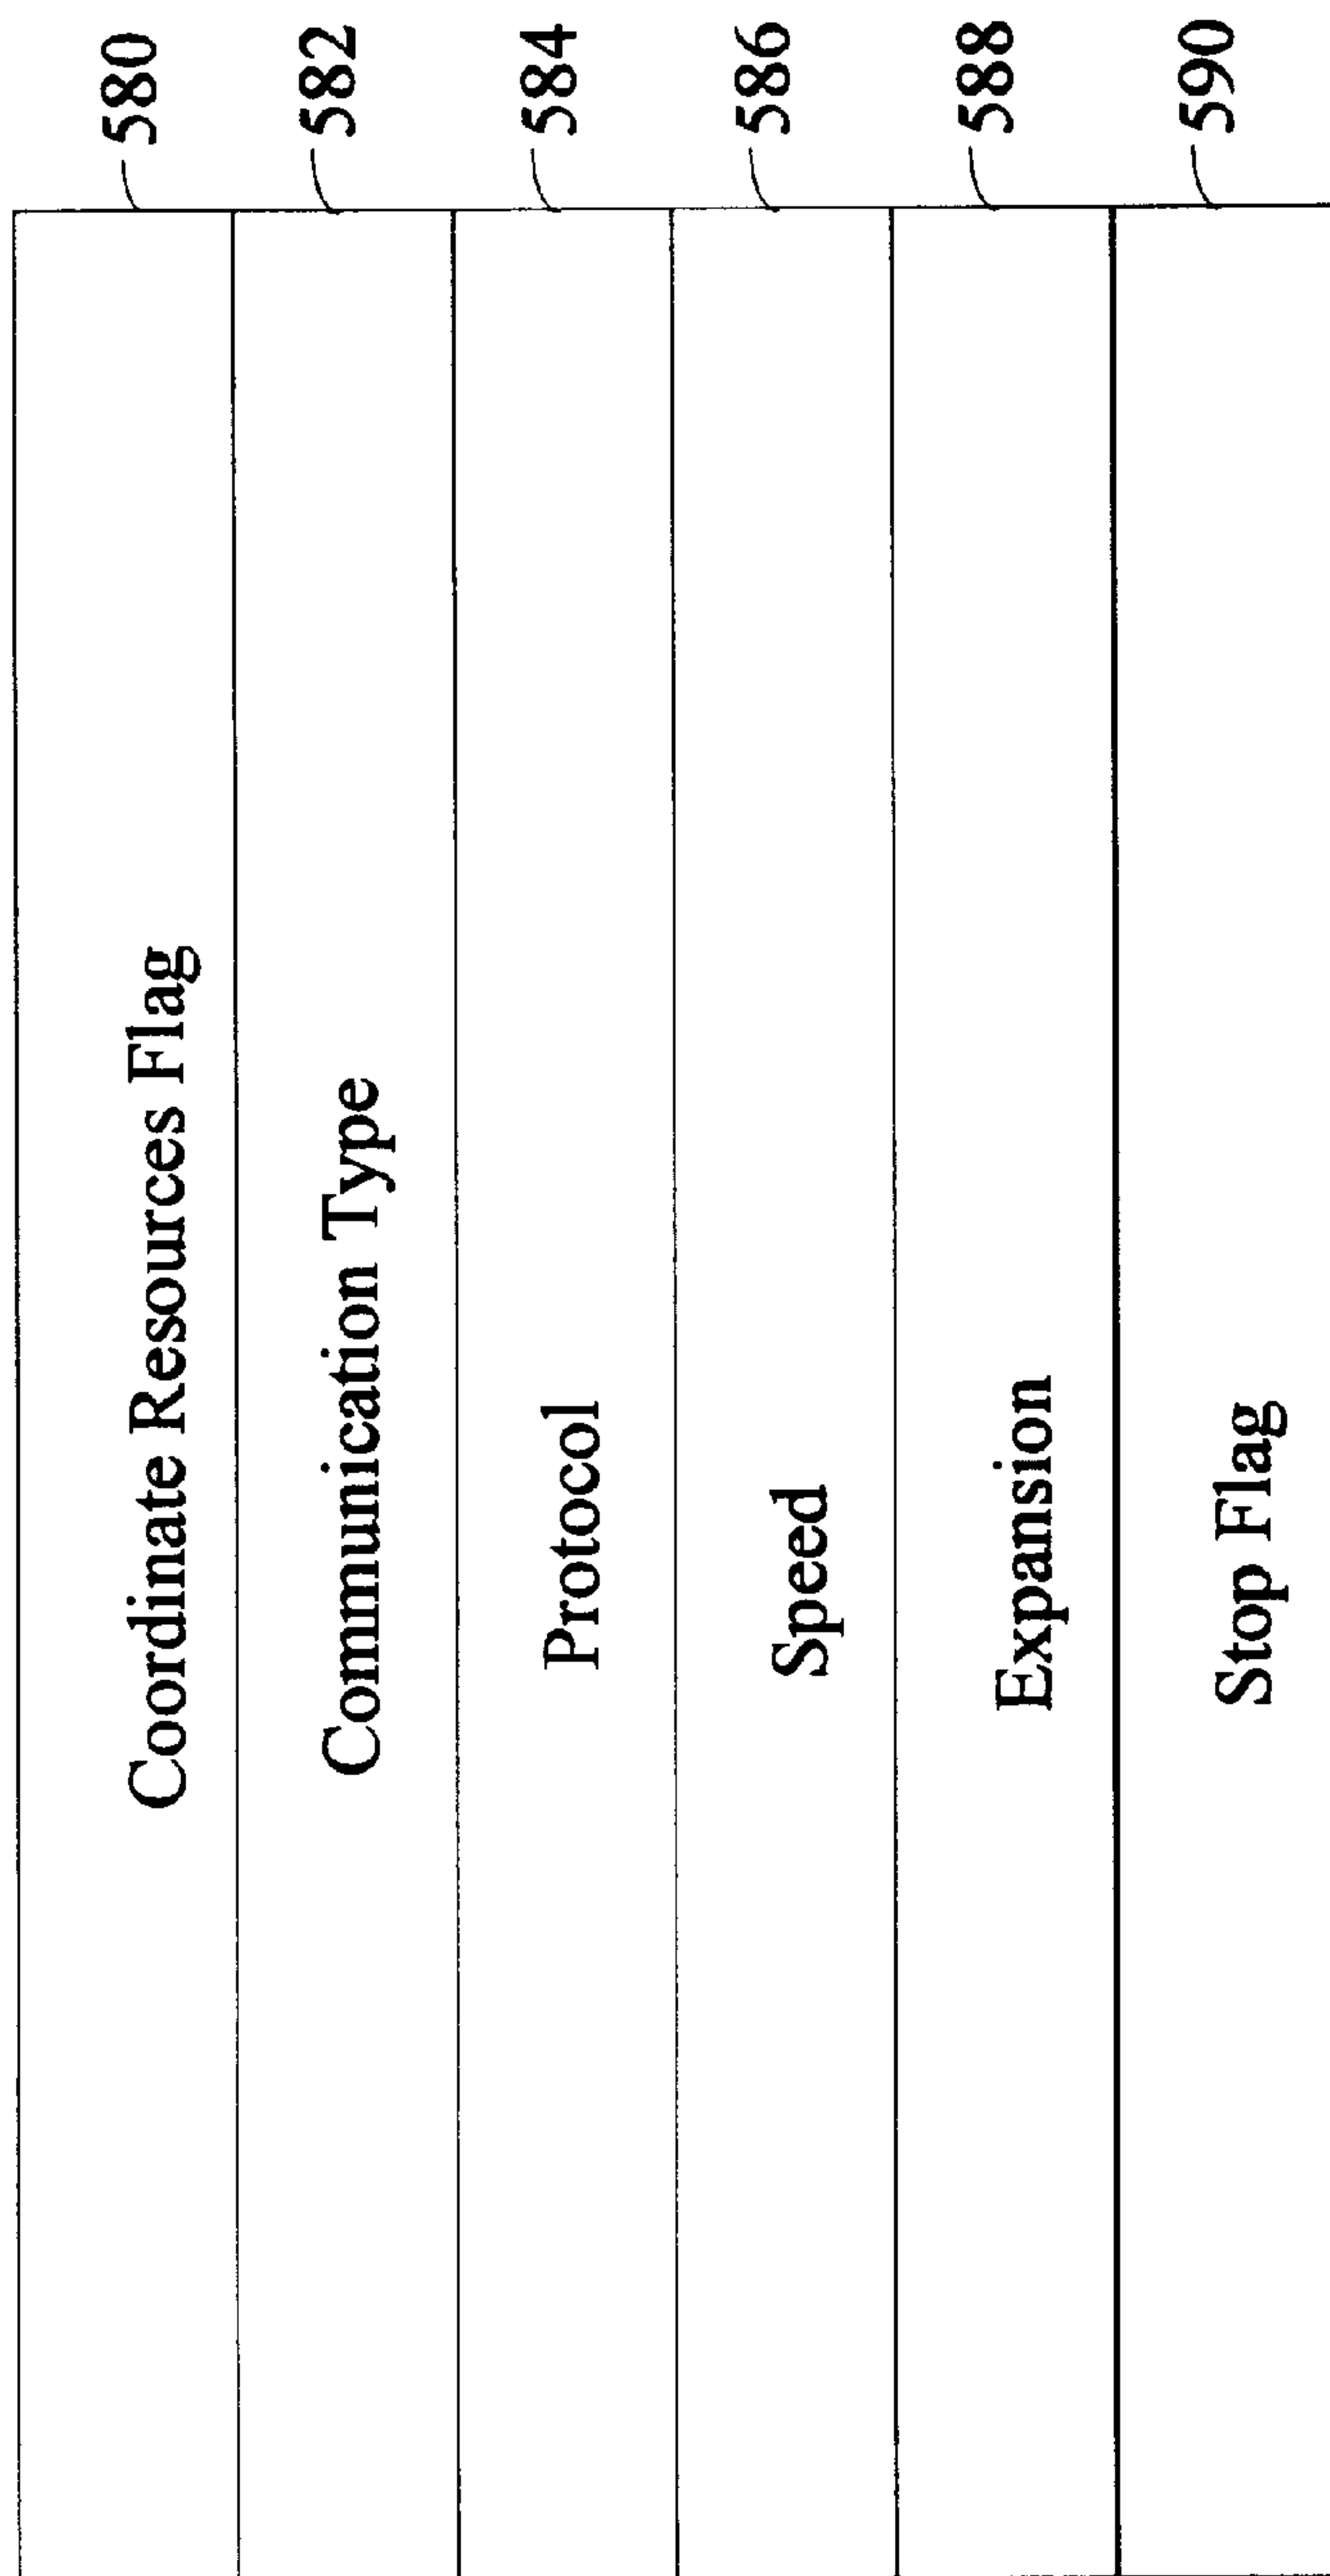 Coordinate Resources Flag 580
Communication Type 582
Protocol 584
Speed 586
Expansion 588
Stop Flag 590